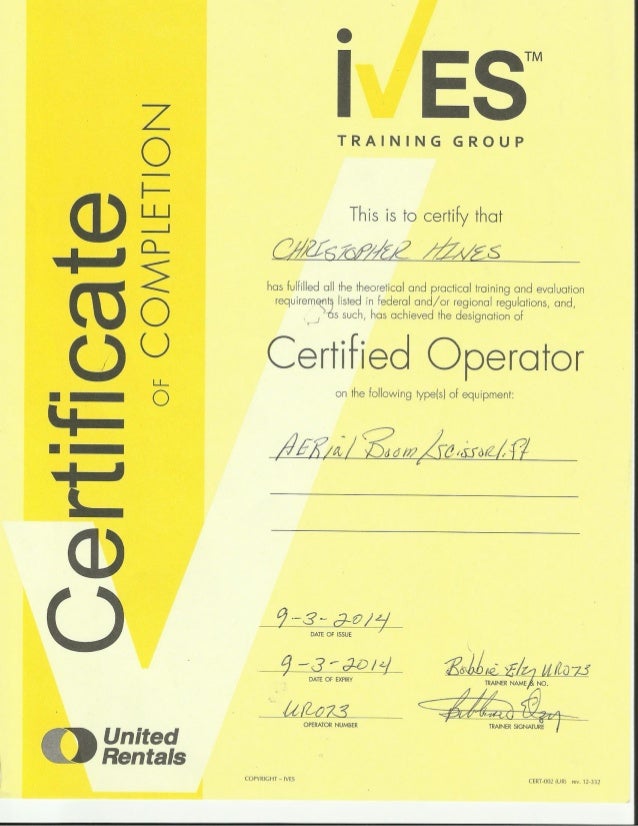 Certificate
OF COMPLETION
iVES™
TRAINING GROUP
This is to certify that
CHRISTOPHER HINES
has fulfilled all the theoretical and practical training and evaluation
requirements listed in federal and/or regional regulations, and,
as such, has achieved the designation of
Certified Operator
on the following type(s) of equipment:
AERial Boom/scissorlift
9-3-2014
DATE OF ISSUE
9-3-2014
DATE OF EXPIRY
Bobbie Elzy UR073
TRAINER NAME & NO.
UR073
OPERATOR NUMBER
TRAINER SIGNATURE
United
Rentals
COPYRIGHT – IVES
CERT-002 (UR) rev. 12-332